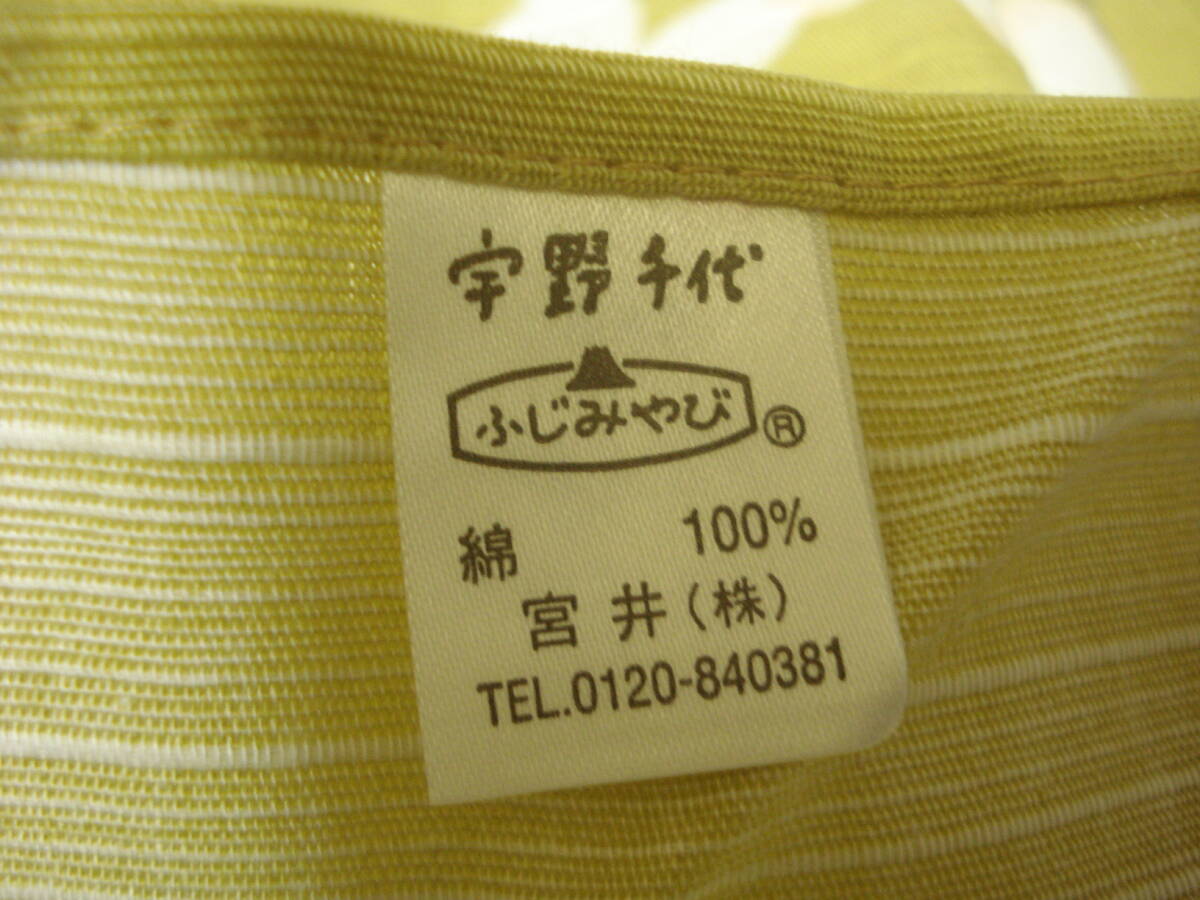 宇野千代
ふじみやび®
綿 100%
宮井(株)
TEL.0120-840381